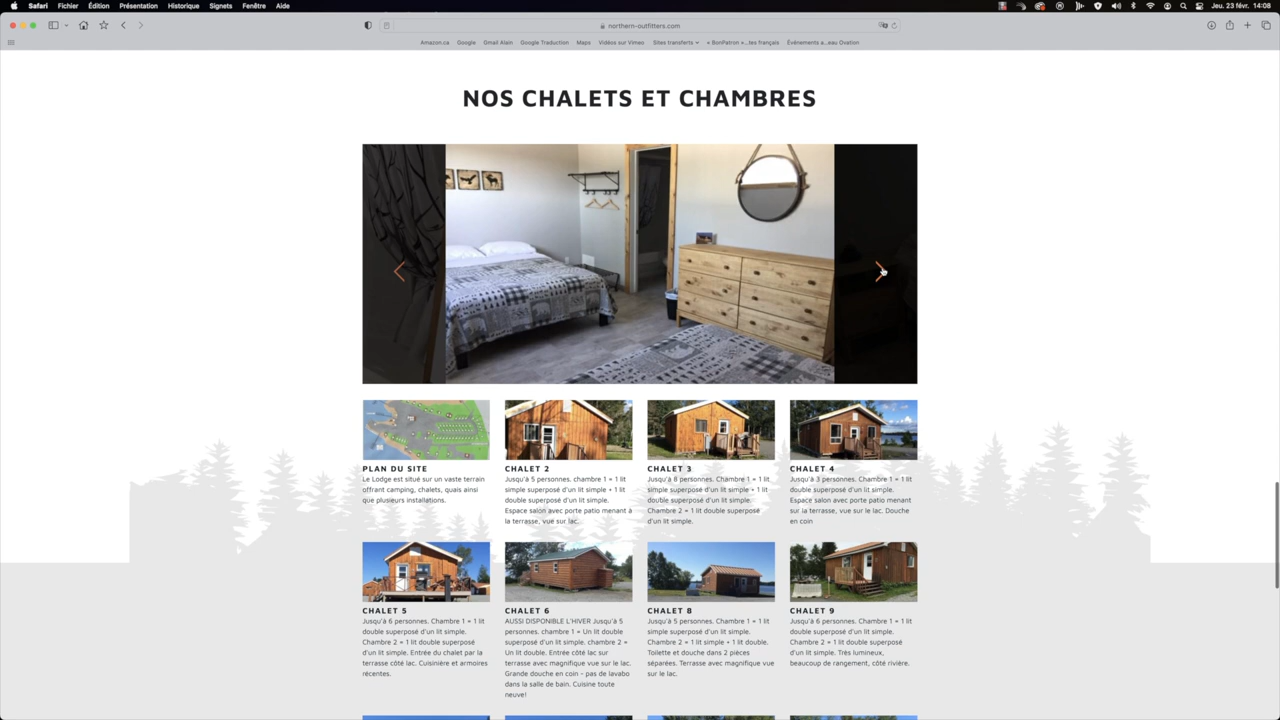 Safari Fichier Édition Présentation Historique Signets Fenêtre Aide Jeu. 23 févr. 14:08
northern-outfitters.com
Amazon.ca Google Gmail Alain Google Traduction Maps Vidéos sur Vimeo Sites transferts « BonPatron »...tes français Événements a...eau Ovation
NOS CHALETS ET CHAMBRES
PLAN DU SITE
Le Lodge est situé sur un vaste terrain
offrant camping, chalets, quais ainsi
que plusieurs installations.
CHALET 2
Jusqu'à 5 personnes. chambre 1 = 1 lit
simple superposé d'un lit simple + 1 lit
double superposé d'un lit simple.
Espace salon avec porte patio menant à
la terrasse, vue sur lac.
CHALET 3
Jusqu'à 8 personnes. Chambre 1 = 1 lit
simple superposé d'un lit simple + 1 lit
double superposé d'un lit simple.
Chambre 2 = 1 lit double superposé
d'un lit simple.
CHALET 4
Jusqu'à 3 personnes. Chambre 1 = 1 lit
double superposé d'un lit simple.
Espace salon avec porte patio menant
sur la terrasse, vue sur le lac. Douche
en coin
CHALET 5
Jusqu'à 6 personnes. Chambre 1 = 1 lit
double superposé d'un lit simple.
Chambre 2 = 1 lit double superposé
d'un lit simple. Entrée du chalet par la
terrasse côté lac. Cuisinière et armoires
récentes.
CHALET 6
AUSSI DISPONIBLE L'HIVER Jusqu'à 5
personnes. chambre 1 = Un lit double
superposé d'un lit simple. chambre 2 =
Un lit double. Entrée côté lac sur
terrasse avec magnifique vue sur le lac.
Grande douche en coin - pas de lavabo
dans la salle de bain. Cuisine toute
neuve!
CHALET 8
Jusqu'à 5 personnes. Chambre 1 = 1 lit
simple superposé d'un lit simple.
Chambre 2 = 1 lit simple + 1 lit double.
Toilette et douche dans 2 pièces
séparées. Terrasse avec magnifique vue
sur le lac.
CHALET 9
Jusqu'à 6 personnes. Chambre 1 = 1 lit
double superposé d'un lit simple.
Chambre 2 = 1 lit double superposé
d'un lit simple. Très lumineux,
beaucoup de rangement, côté rivière.